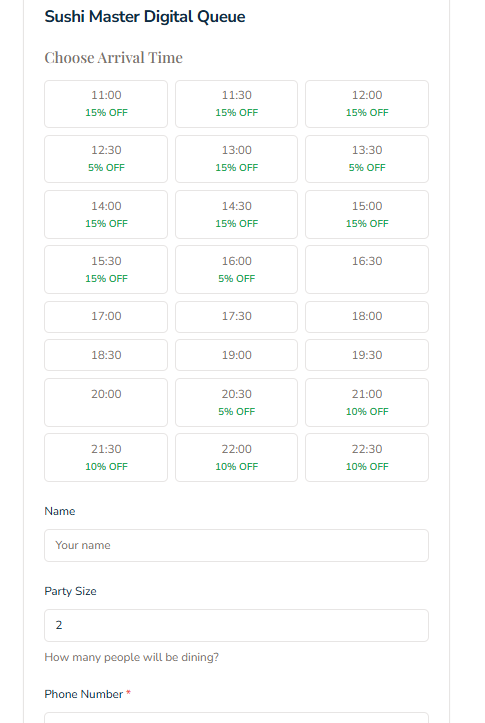 Sushi Master Digital Queue
Choose Arrival Time
11:00 11:30 12:00
15% OFF 15% OFF 15% OFF
12:30 13:00 13:30
5% OFF 15% OFF 5% OFF
14:00 14:30 15:00
15% OFF 15% OFF 15% OFF
15:30 16:00 16:30
15% OFF 5% OFF
17:00 17:30 18:00
18:30 19:00 19:30
20:00 20:30 21:00
5% OFF 10% OFF
21:30 22:00 22:30
10% OFF 10% OFF 10% OFF
Name
Your name
Party Size
2
How many people will be dining?
Phone Number *